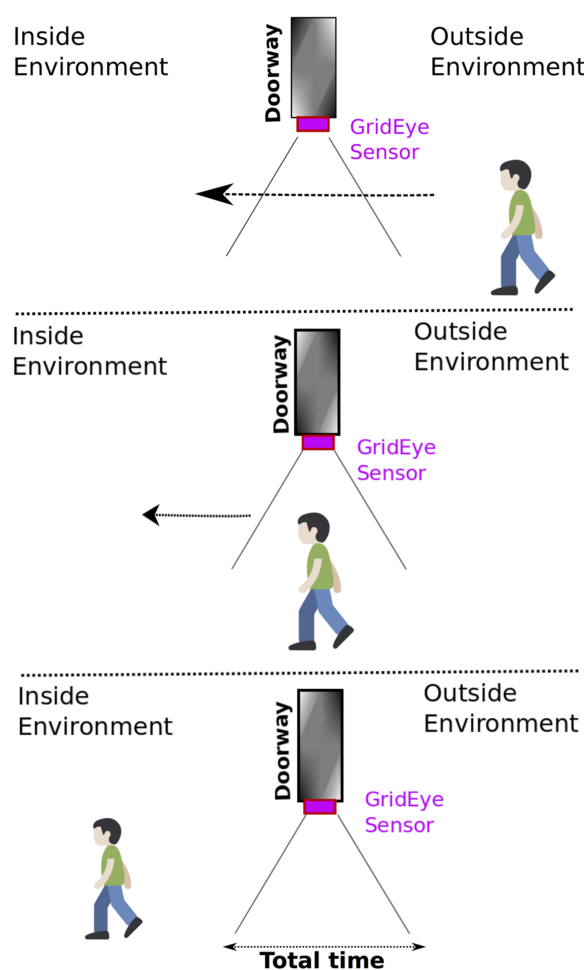 Inside
Environment
Doorway
Outside
Environment
GridEye
Sensor
Inside
Environment
Doorway
Outside
Environment
GridEye
Sensor
Inside
Environment
Doorway
Outside
Environment
GridEye
Sensor
Total time